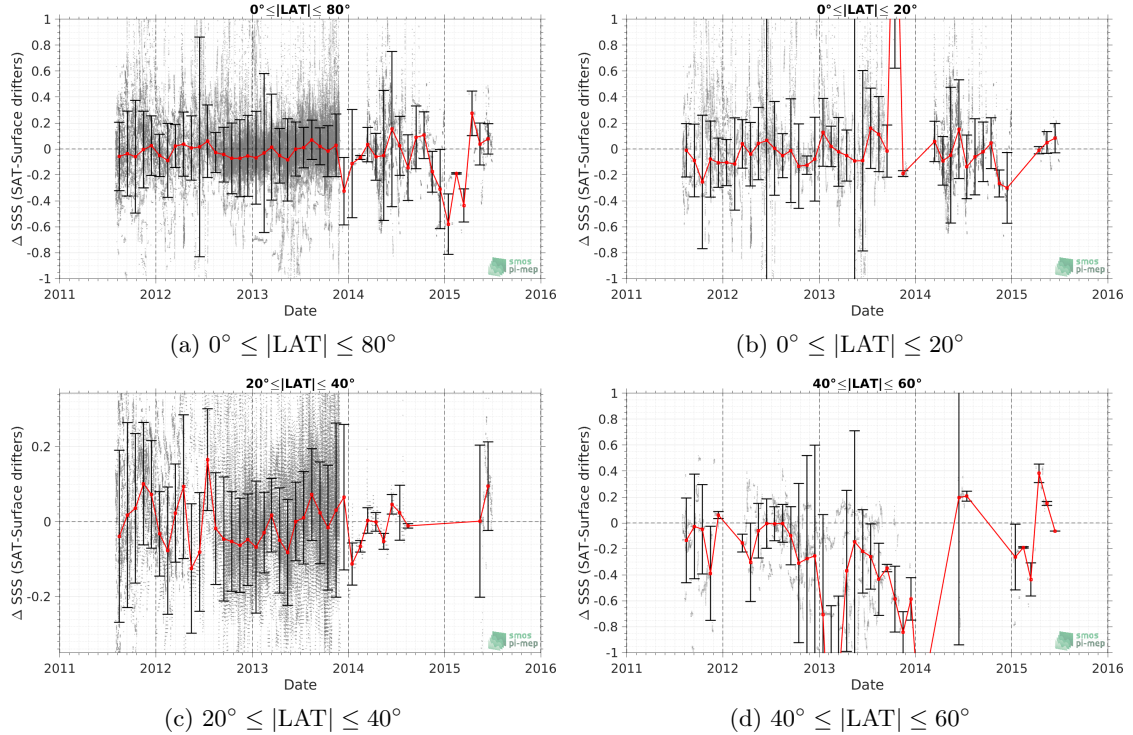 0°≤|LAT|≤ 80°
Δ SSS (SAT-Surface drifters)
1
0.8
0.6
0.4
0.2
0
-0.2
-0.4
-0.6
-0.8
-1
2011 2012 2013 2014 2015 2016
Date
smos
pi-mep
(a) 0° ≤ |LAT| ≤ 80°
0°≤|LAT|≤ 20°
Δ SSS (SAT-Surface drifters)
1
0.8
0.6
0.4
0.2
0
-0.2
-0.4
-0.6
-0.8
-1
2011 2012 2013 2014 2015 2016
Date
smos
pi-mep
(b) 0° ≤ |LAT| ≤ 20°
20°≤|LAT|≤ 40°
Δ SSS (SAT-Surface drifters)
0.2
0
-0.2
2011 2012 2013 2014 2015 2016
Date
smos
pi-mep
(c) 20° ≤ |LAT| ≤ 40°
40°≤|LAT|≤ 60°
Δ SSS (SAT-Surface drifters)
1
0.8
0.6
0.4
0.2
0
-0.2
-0.4
-0.6
-0.8
-1
2011 2012 2013 2014 2015 2016
Date
smos
pi-mep
(d) 40° ≤ |LAT| ≤ 60°